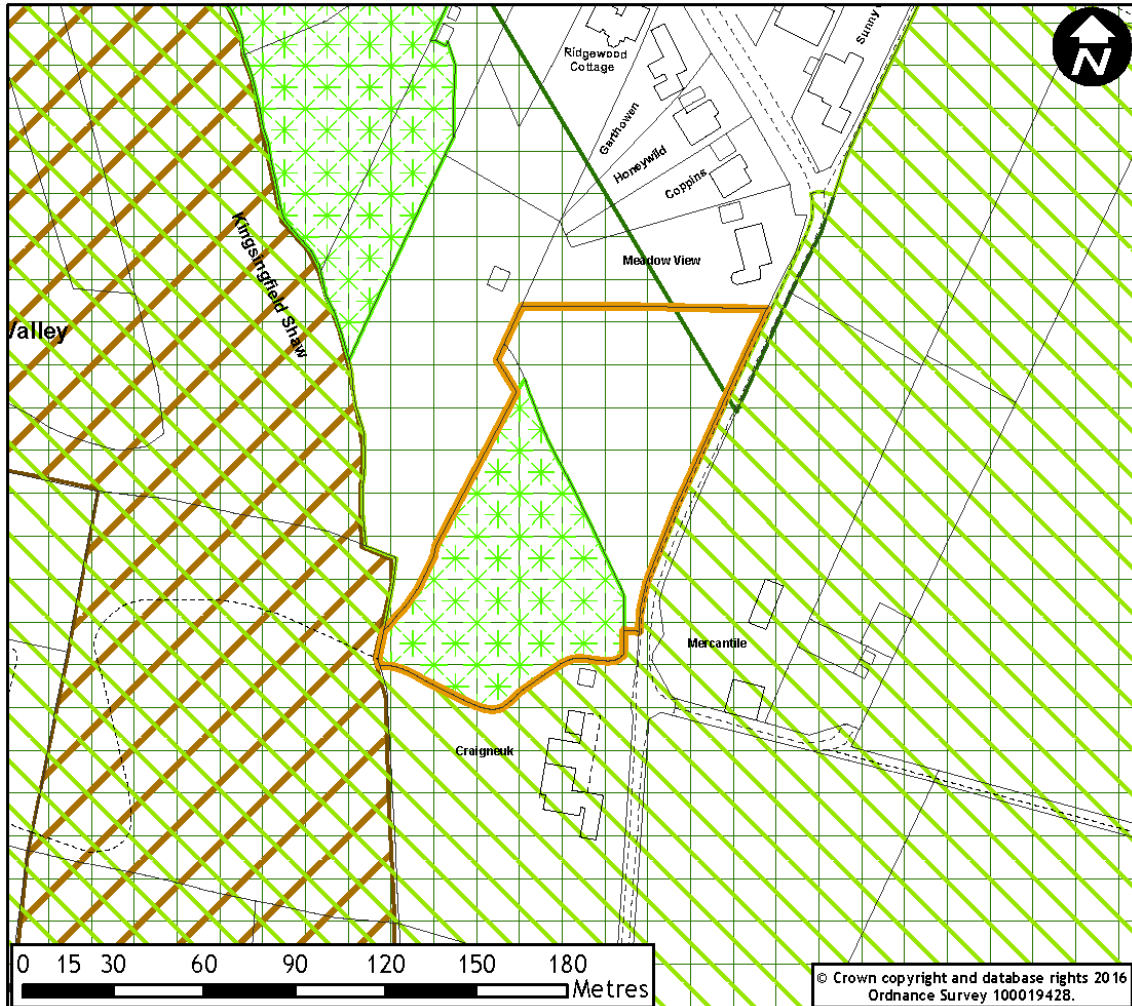 Sunny
N
Ridgewood
Cottage
Garthowen
Honeywild
Coppins
Kingsingfield Shaw
Meadow View
Valley
Mercantile
Craigneuk
0 15 30 60 90 120 150 180
Metres
© Crown copyright and database rights 2016
Ordnance Survey 100019428.